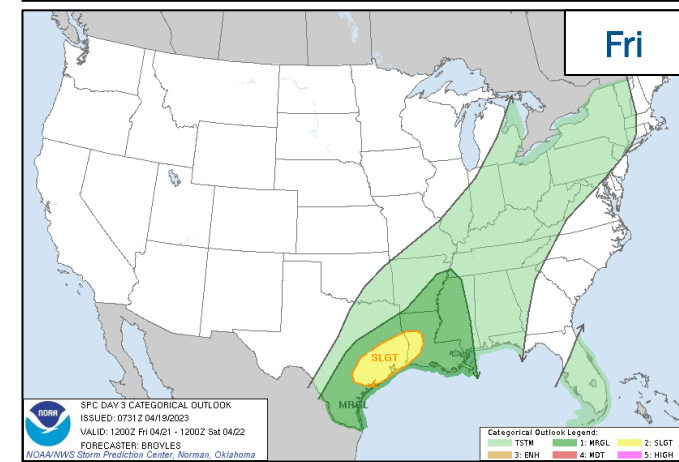 Fri
SLGT
MRGL
NOAA
SPC DAY 3 CATEGORICAL OUTLOOK
ISSUED: 0731Z 04/19/2023
VALID: 1200Z Fri 04/21 - 1200Z Sat 04/22
FORECASTER: BROYLES
NOAA/NWS Storm Prediction Center, Norman, Oklahoma
Categorical Outlook Legend:
TSTM 1: MRGL 2: SLGT
3: ENH 4: MDT 5: HIGH